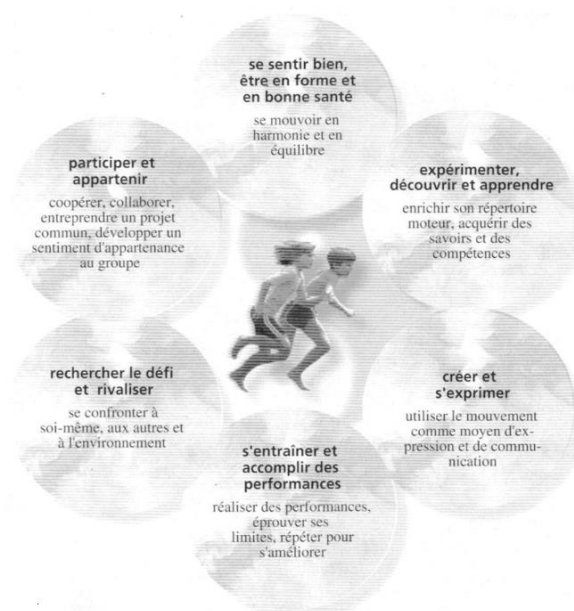 se sentir bien,
être en forme et
en bonne santé
se mouvoir en
harmonie et en
équilibre
expérimenter,
découvrir et apprendre
enrichir son répertoire
moteur, acquérir des
savoirs et des
compétences
créer et
s'exprimer
utiliser le mouvement
comme moyen d'ex-
pression et de commu-
nication
s'entraîner et
accomplir des
performances
réaliser des performances,
éprouver ses
limites, répéter pour
s'améliorer
rechercher le défi
et rivaliser
se confronter à
soi-même, aux autres et
à l'environnement
participer et
appartenir
coopérer, collaborer,
entreprendre un projet
commun, développer un
sentiment d'appartenance
au groupe